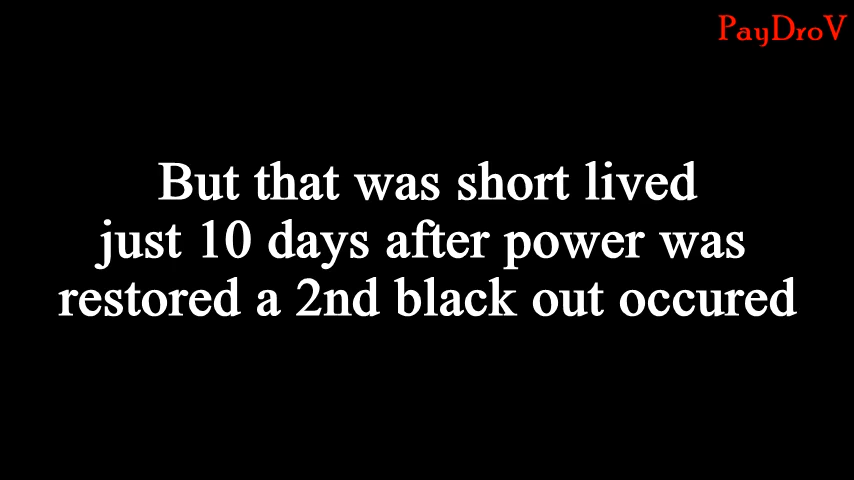 PayDroV
But that was short lived
just 10 days after power was
restored a 2nd black out occured